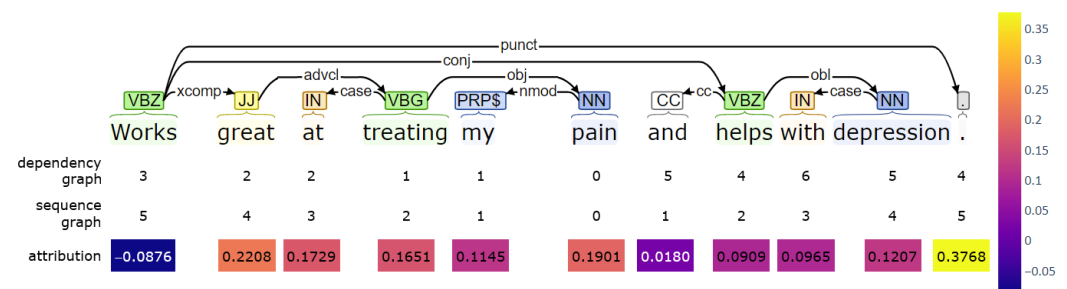 punct
conj
xcomp advcl case obj nmod cc obl case
VBZ JJ IN VBG PRP$ NN CC VBZ IN NN .
Works great at treating my pain and helps with depression .
dependency graph 3 2 2 1 1 0 5 4 6 5 4
sequence graph 5 4 3 2 1 0 1 2 3 4 5
attribution −0.0876 0.2208 0.1729 0.1651 0.1145 0.1901 0.0180 0.0909 0.0965 0.1207 0.3768
0.35
0.3
0.25
0.2
0.15
0.1
0.05
0
−0.05